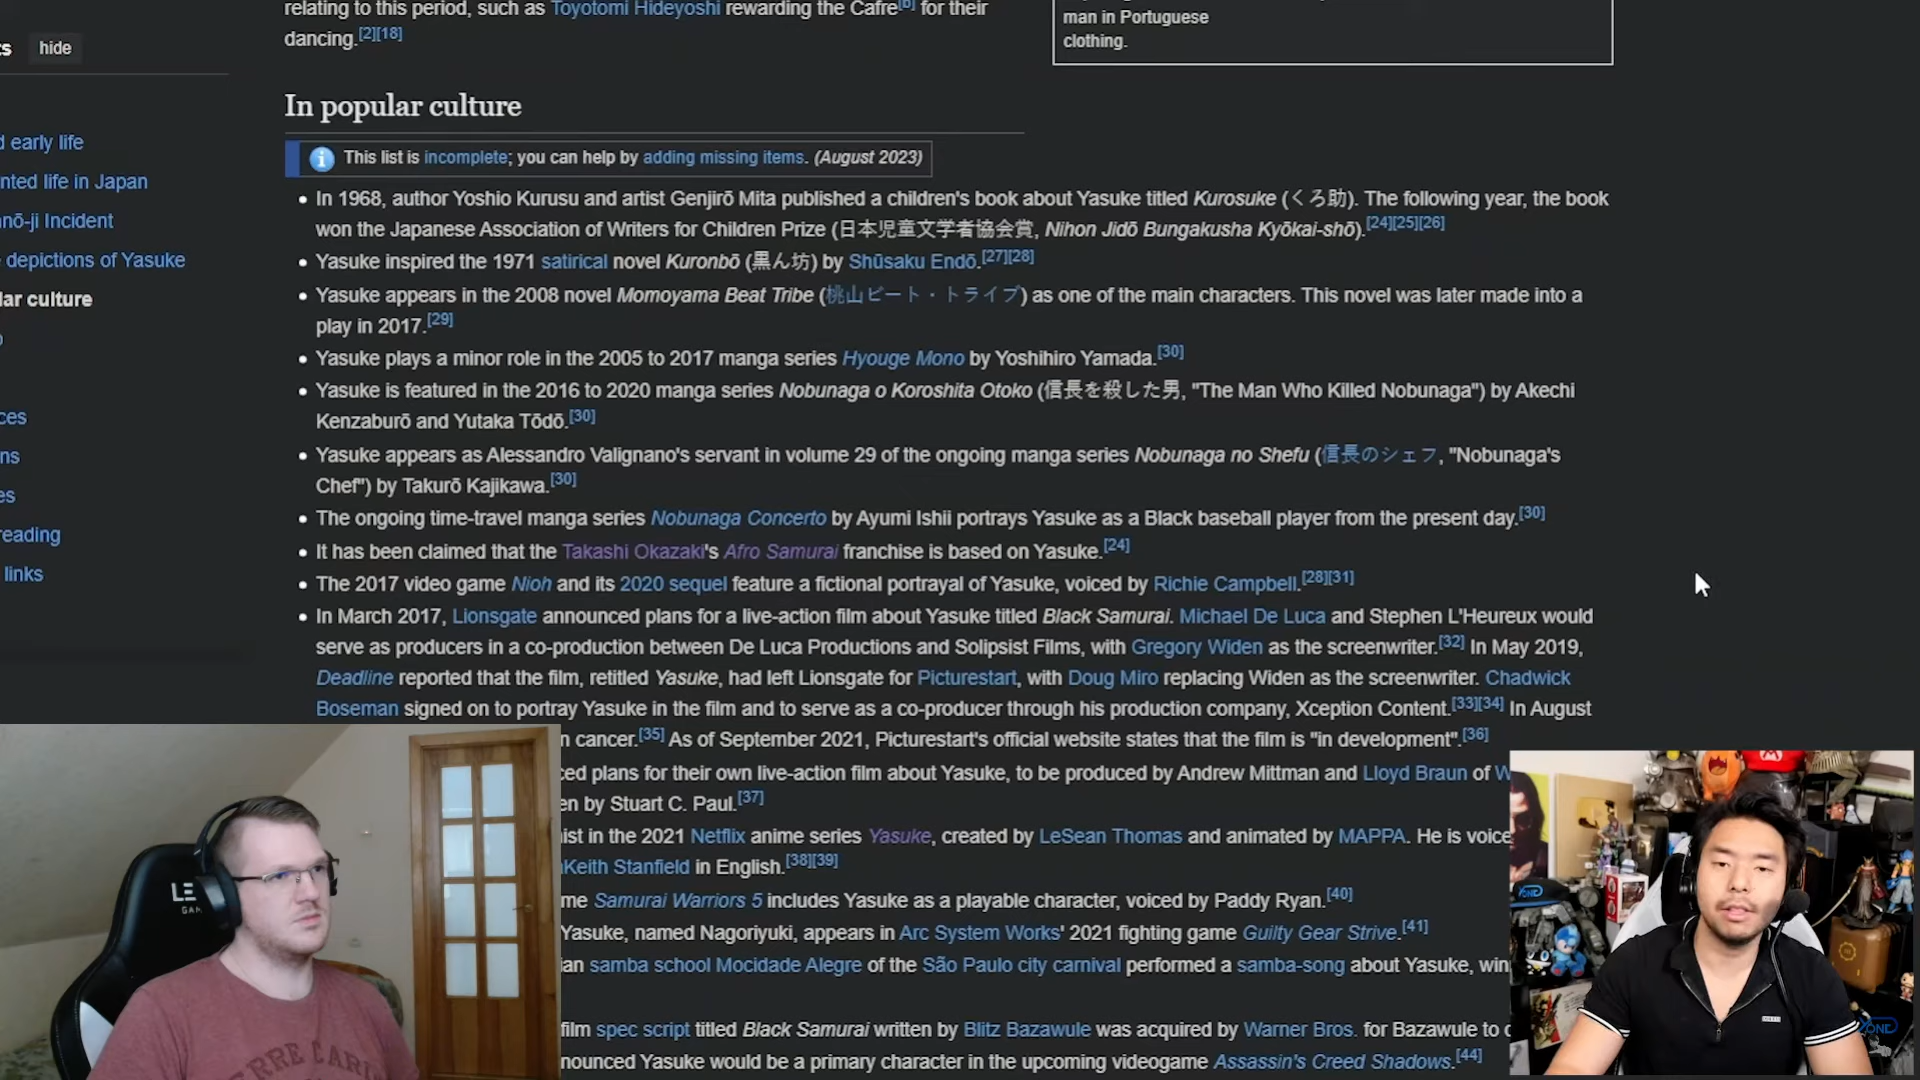 relating to this period, such as Toyotomi Hideyoshi rewarding the Cafre[b] for their
dancing.[2][18]
man in Portuguese
clothing.
hide
early life
life in Japan
Incident
depictions of Yasuke
culture
links
In popular culture
This list is incomplete; you can help by adding missing items. (August 2023)
In 1968, author Yoshio Kurusu and artist Genjirō Mita published a children's book about Yasuke titled Kurosuke (くろ助). The following year, the book
won the Japanese Association of Writers for Children Prize (日本児童文学者協会賞, Nihon Jidō Bungakusha Kyōkai-shō).[24][25][26]
Yasuke inspired the 1971 satirical novel Kuronbō (黒ん坊) by Shūsaku Endō.[27][28]
Yasuke appears in the 2008 novel Momoyama Beat Tribe (桃山ビート・トライブ) as one of the main characters. This novel was later made into a
play in 2017.[29]
Yasuke plays a minor role in the 2005 to 2017 manga series Hyouge Mono by Yoshihiro Yamada.[30]
Yasuke is featured in the 2016 to 2020 manga series Nobunaga o Koroshita Otoko (信長を殺した男, "The Man Who Killed Nobunaga") by Akechi
Kenzaburō and Yutaka Tōdō.[30]
Yasuke appears as Alessandro Valignano's servant in volume 29 of the ongoing manga series Nobunaga no Shefu (信長のシェフ, "Nobunaga's
Chef") by Takurō Kajikawa.[30]
The ongoing time-travel manga series Nobunaga Concerto by Ayumi Ishii portrays Yasuke as a Black baseball player from the present day.[30]
It has been claimed that the Takashi Okazaki's Afro Samurai franchise is based on Yasuke.[24]
The 2017 video game Nioh and its 2020 sequel feature a fictional portrayal of Yasuke, voiced by Richie Campbell.[28][31]
In March 2017, Lionsgate announced plans for a live-action film about Yasuke titled Black Samurai. Michael De Luca and Stephen L'Heureux would
serve as producers in a co-production between De Luca Productions and Solipsist Films, with Gregory Widen as the screenwriter.[32] In May 2019,
Deadline reported that the film, retitled Yasuke, had left Lionsgate for Picturestart, with Doug Miro replacing Widen as the screenwriter. Chadwick
Boseman signed on to portray Yasuke in the film and to serve as a co-producer through his production company, Xception Content.[33][34] In August
cancer.[35] As of September 2021, Picturestart's official website states that the film is "in development".[36]
plans for their own live-action film about Yasuke, to be produced by Andrew Mittman and Lloyd Braun of W
by Stuart C. Paul.[37]
in the 2021 Netflix anime series Yasuke, created by LeSean Thomas and animated by MAPPA. He is voice
Keith Stanfield in English.[38][39]
me Samurai Warriors 5 includes Yasuke as a playable character, voiced by Paddy Ryan.[40]
Yasuke, named Nagoriyuki, appears in Arc System Works' 2021 fighting game Guilty Gear Strive.[41]
ian samba school Mocidade Alegre of the São Paulo city carnival performed a samba-song about Yasuke, win
film spec script titled Black Samurai written by Blitz Bazawule was acquired by Warner Bros. for Bazawule to d
nounced Yasuke would be a primary character in the upcoming videogame Assassin's Creed Shadows.[44]